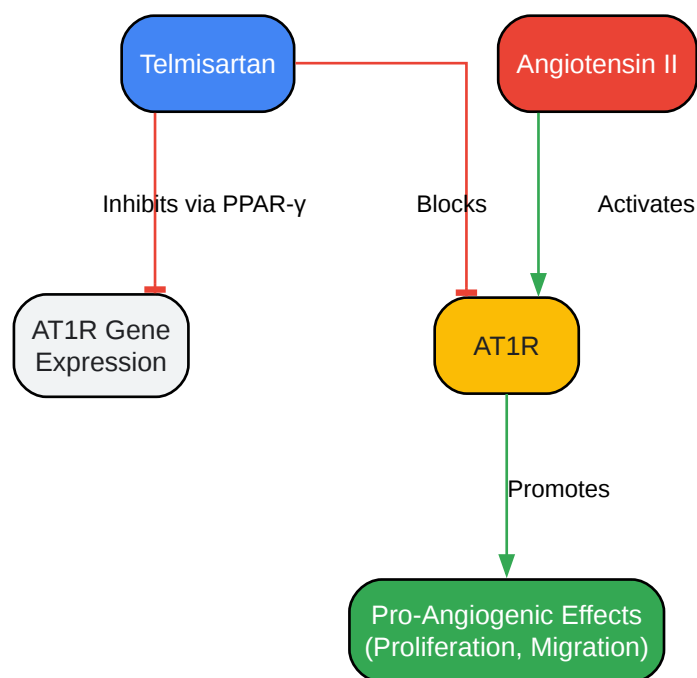 Telmisartan
Angiotensin II
Inhibits via PPAR-γ
Blocks
Activates
AT1R Gene
Expression
AT1R
Promotes
Pro-Angiogenic Effects
(Proliferation, Migration)